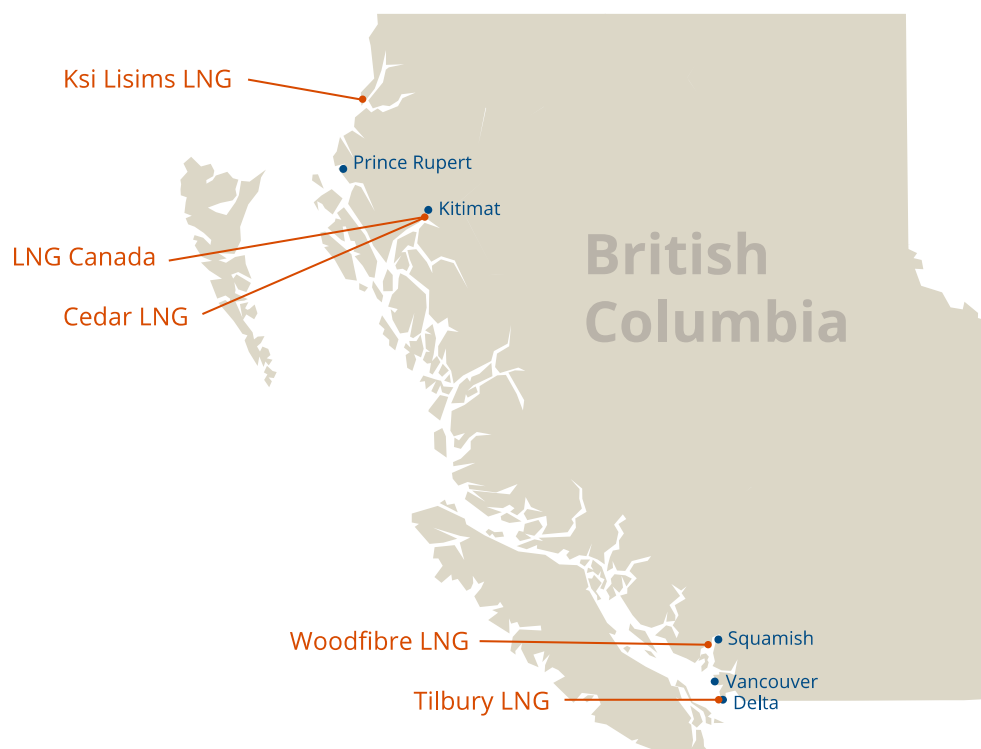 Ksi Lisims LNG
Prince Rupert
Kitimat
LNG Canada
British
Columbia
Cedar LNG
Woodfibre LNG
Squamish
Vancouver
Tilbury LNG
Delta